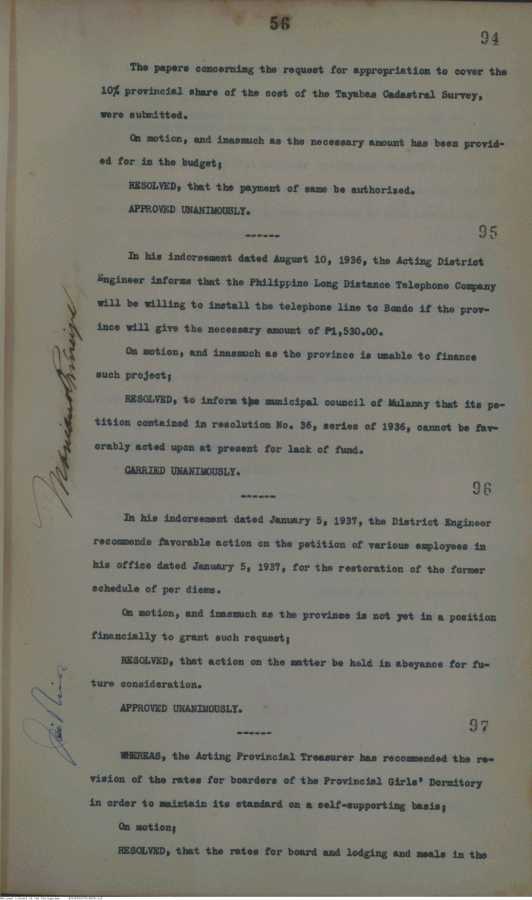 56
94
The papers concerning the request for appropriation to cover the
10% provincial share of the cost of the Tayabas Cadastral Survey,
were submitted.
On motion, and inasmuch as the necessary amount has been provid-
ed for in the budget;
RESOLVED, that the payment of same be authorized.
APPROVED UNANIMOUSLY.
------
95
In his indorsement dated August 10, 1936, the Acting District
Engineer informs that the Philippine Long Distance Telephone Company
will be willing to install the telephone line to Bondo if the prov-
ince will give the necessary amount of ₱1,530.00.
On motion, and inasmuch as the province is unable to finance
such project;
RESOLVED, to inform the municipal council of Mulanay that its pe-
tition contained in resolution No. 36, series of 1936, cannot be fav-
orably acted upon at present for lack of fund.
CARRIED UNANIMOUSLY.
------
96
In his indorsement dated January 5, 1937, the District Engineer
recommends favorable action on the petition of various employees in
his office dated January 5, 1937, for the restoration of the former
schedule of per diems.
On motion, and inasmuch as the province is not yet in a position
financially to grant such request;
RESOLVED, that action on the matter be held in abeyance for fu-
ture consideration.
APPROVED UNANIMOUSLY.
------
97
WHEREAS, the Acting Provincial Treasurer has recommended the re-
vision of the rates for boarders of the Provincial Girls' Dormitory
in order to maintain its standard on a self-supporting basis;
On motion;
RESOLVED, that the rates for board and lodging and meals in the